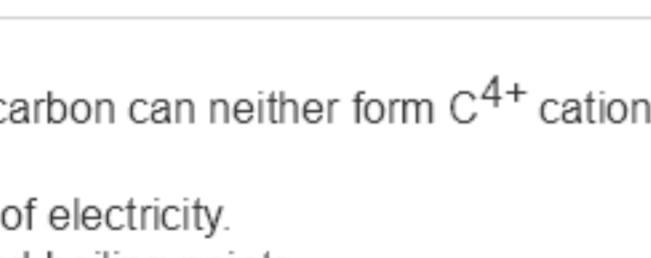 carbon can neither form C⁴⁺ cation
of electricity.